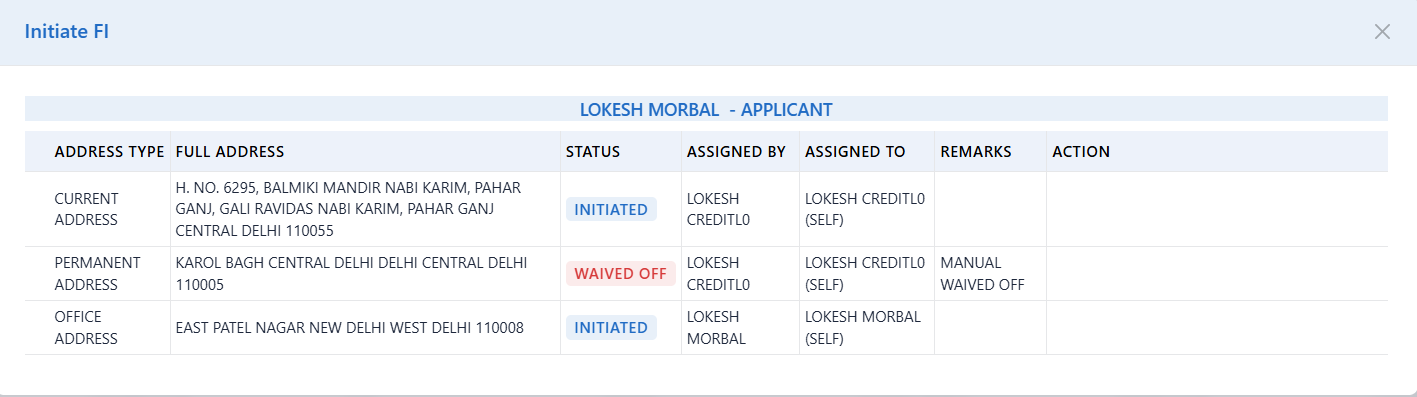 Initiate FI
LOKESH MORBAL - APPLICANT
ADDRESS TYPE FULL ADDRESS STATUS ASSIGNED BY ASSIGNED TO REMARKS ACTION
CURRENT
ADDRESS
H. NO. 6295, BALMIKI MANDIR NABI KARIM, PAHAR
GANJ, GALI RAVIDAS NABI KARIM, PAHAR GANJ
CENTRAL DELHI 110055
INITIATED
LOKESH
CREDITL0
LOKESH CREDITL0
(SELF)
PERMANENT
ADDRESS
KAROL BAGH CENTRAL DELHI DELHI CENTRAL DELHI
110005
WAIVED OFF
LOKESH
CREDITL0
LOKESH CREDITL0
(SELF)
MANUAL
WAIVED OFF
OFFICE
ADDRESS
EAST PATEL NAGAR NEW DELHI WEST DELHI 110008
INITIATED
LOKESH
MORBAL
LOKESH MORBAL
(SELF)